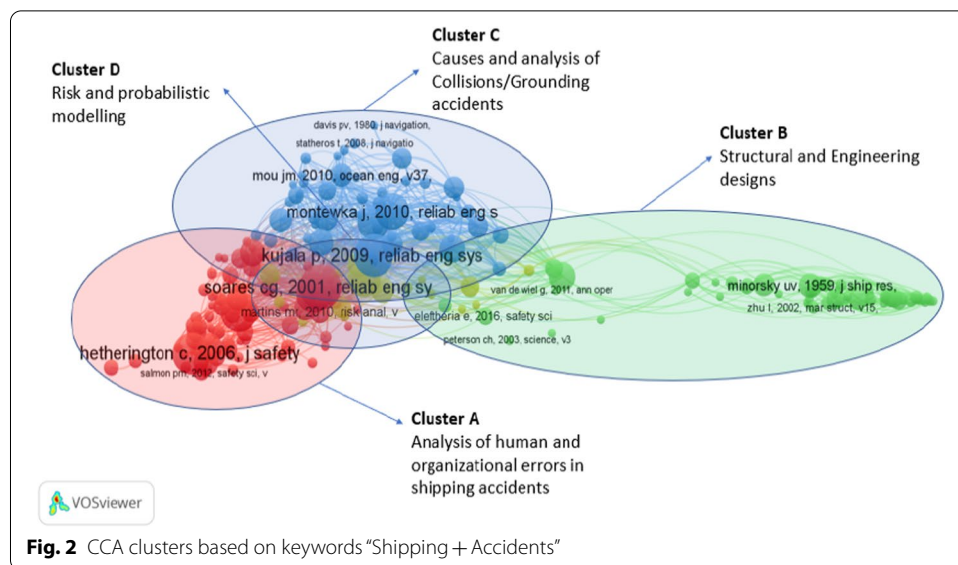 Cluster C
Causes and analysis of
Collisions/Grounding
accidents
Cluster D
Risk and probabilistic
modelling
Cluster B
Structural and Engineering
designs
davis pv, 1980, j navigation,
statheros t, 2008, j navigatio
mou jm, 2010, ocean eng, v37,
montewka j, 2010, reliab eng s
kujala p, 2009, reliab eng sys
soares cg, 2001, reliab eng sy
martins mr, 2010, risk anal, v
van de wiel g, 2011, ann oper
eleftheria e, 2016, safety sci
peterson ch, 2003, science, v3
minorsky uv, 1959, j ship res,
zhu l, 2002, mar struct, v15,
hetherington c, 2006, j safety
salmon pm, 2012, safety sci, v
Cluster A
Analysis of human and
organizational errors in
shipping accidents
VOSviewer
Fig. 2 CCA clusters based on keywords “Shipping + Accidents”